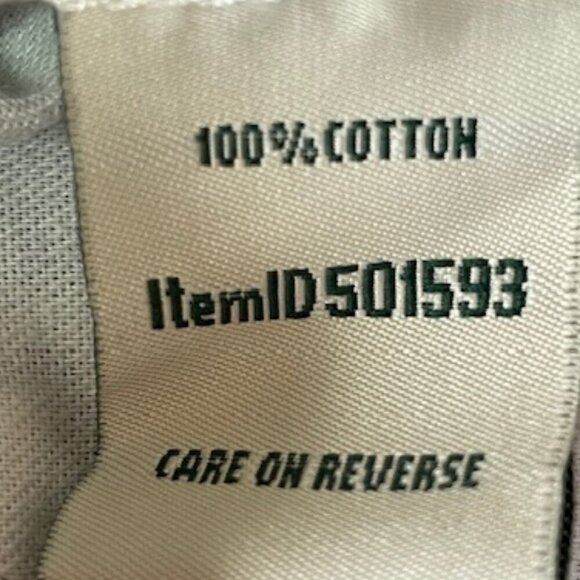 100% COTTON
ItemID 501593
CARE ON REVERSE